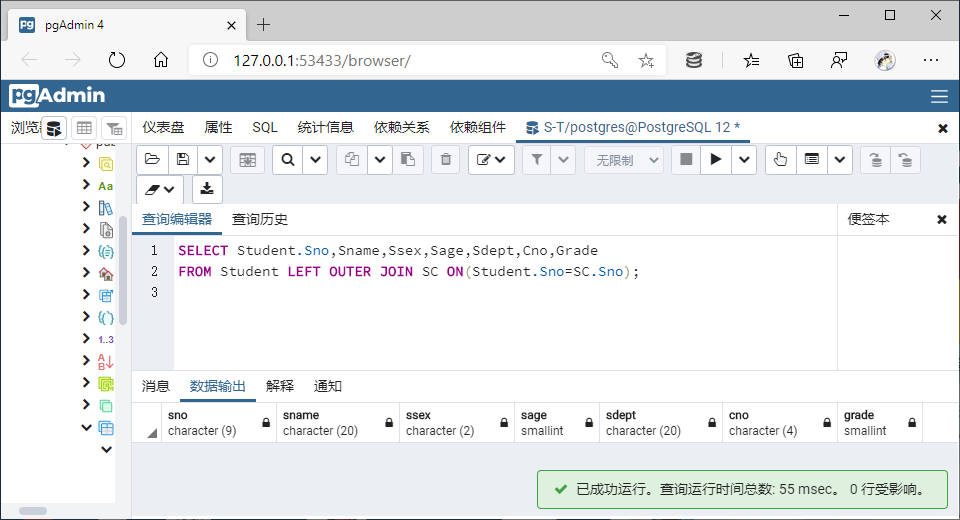 pgAdmin 4
127.0.0.1:53433/browser/
pgAdmin
仪表盘 属性 SQL 统计信息 依赖关系 依赖组件 S-T/postgres@PostgreSQL 12 *
无限制
Aa
1..3
A
B
查询编辑器 查询历史 便签本
1 SELECT Student.Sno,Sname,Ssex,Sage,Sdept,Cno,Grade
2 FROM Student LEFT OUTER JOIN SC ON(Student.Sno=SC.Sno);
3
消息 数据输出 解释 通知
sno sname ssex sage sdept cno grade
character (9) character (20) character (2) smallint character (20) character (4) smallint
已成功运行。查询运行时间总数: 55 msec。 0 行受影响。